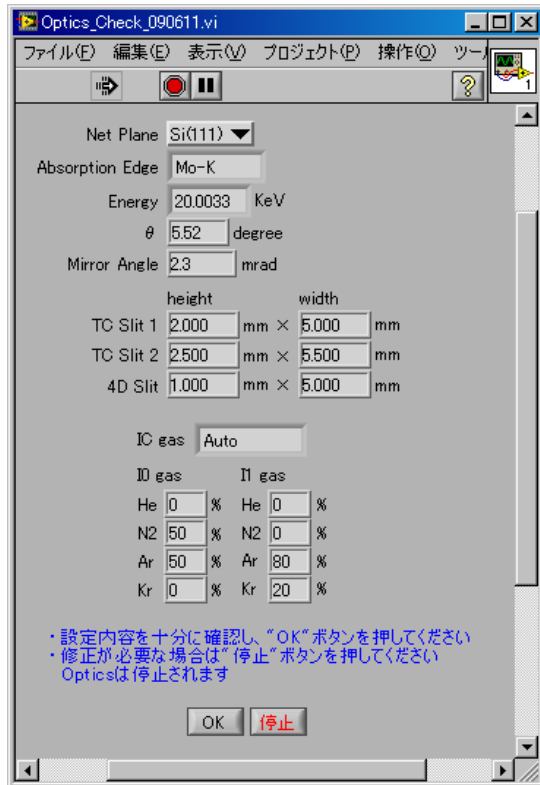 Optics_Check_090611.vi
ファイル(F) 編集(E) 表示(V) プロジェクト(P) 操作(O) ツール
? 1
Net Plane Si(111)
Absorption Edge Mo-K
Energy 20.0033 KeV
θ 5.52 degree
Mirror Angle 2.3 mrad
height width
TC Slit 1 2.000 mm × 5.000 mm
TC Slit 2 2.500 mm × 5.500 mm
4D Slit 1.000 mm × 5.000 mm
IC gas Auto
I0 gas I1 gas
He 0 % He 0 %
N2 50 % N2 0 %
Ar 50 % Ar 80 %
Kr 0 % Kr 20 %
・設定内容を十分に確認し、"OK"ボタンを押してください
・修正が必要な場合は"停止"ボタンを押してください
Opticsは停止されます
OK 停止